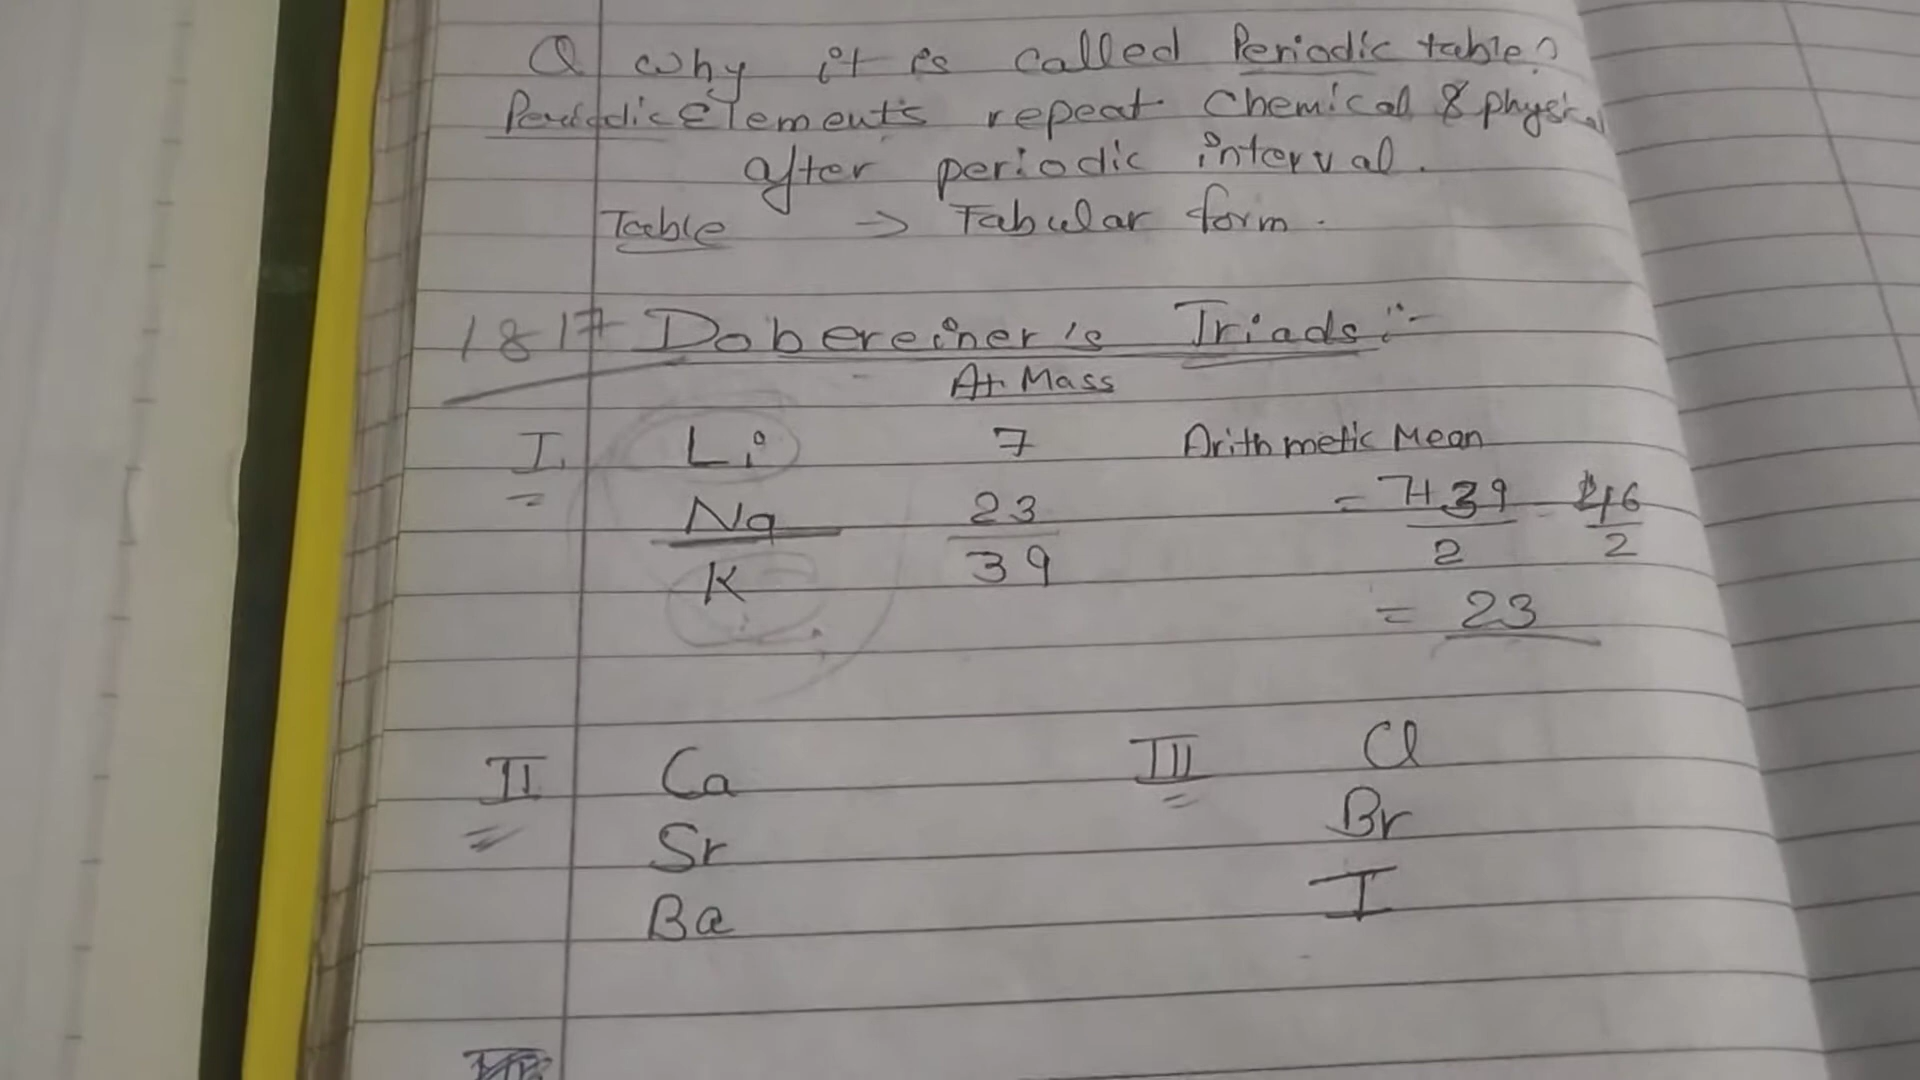 Q Why it is called Periodic table?
Periodic Elements repeat Chemical & physical
after periodic interval.
Table → Tabular form.
1817 Dobereiner's Triads :-
At. Mass
I. Li 7 Arithmetic Mean
Na 23 = 7+39/2 = 46/2
K 39
= 23
II Ca III Cl
Sr Br
Ba I